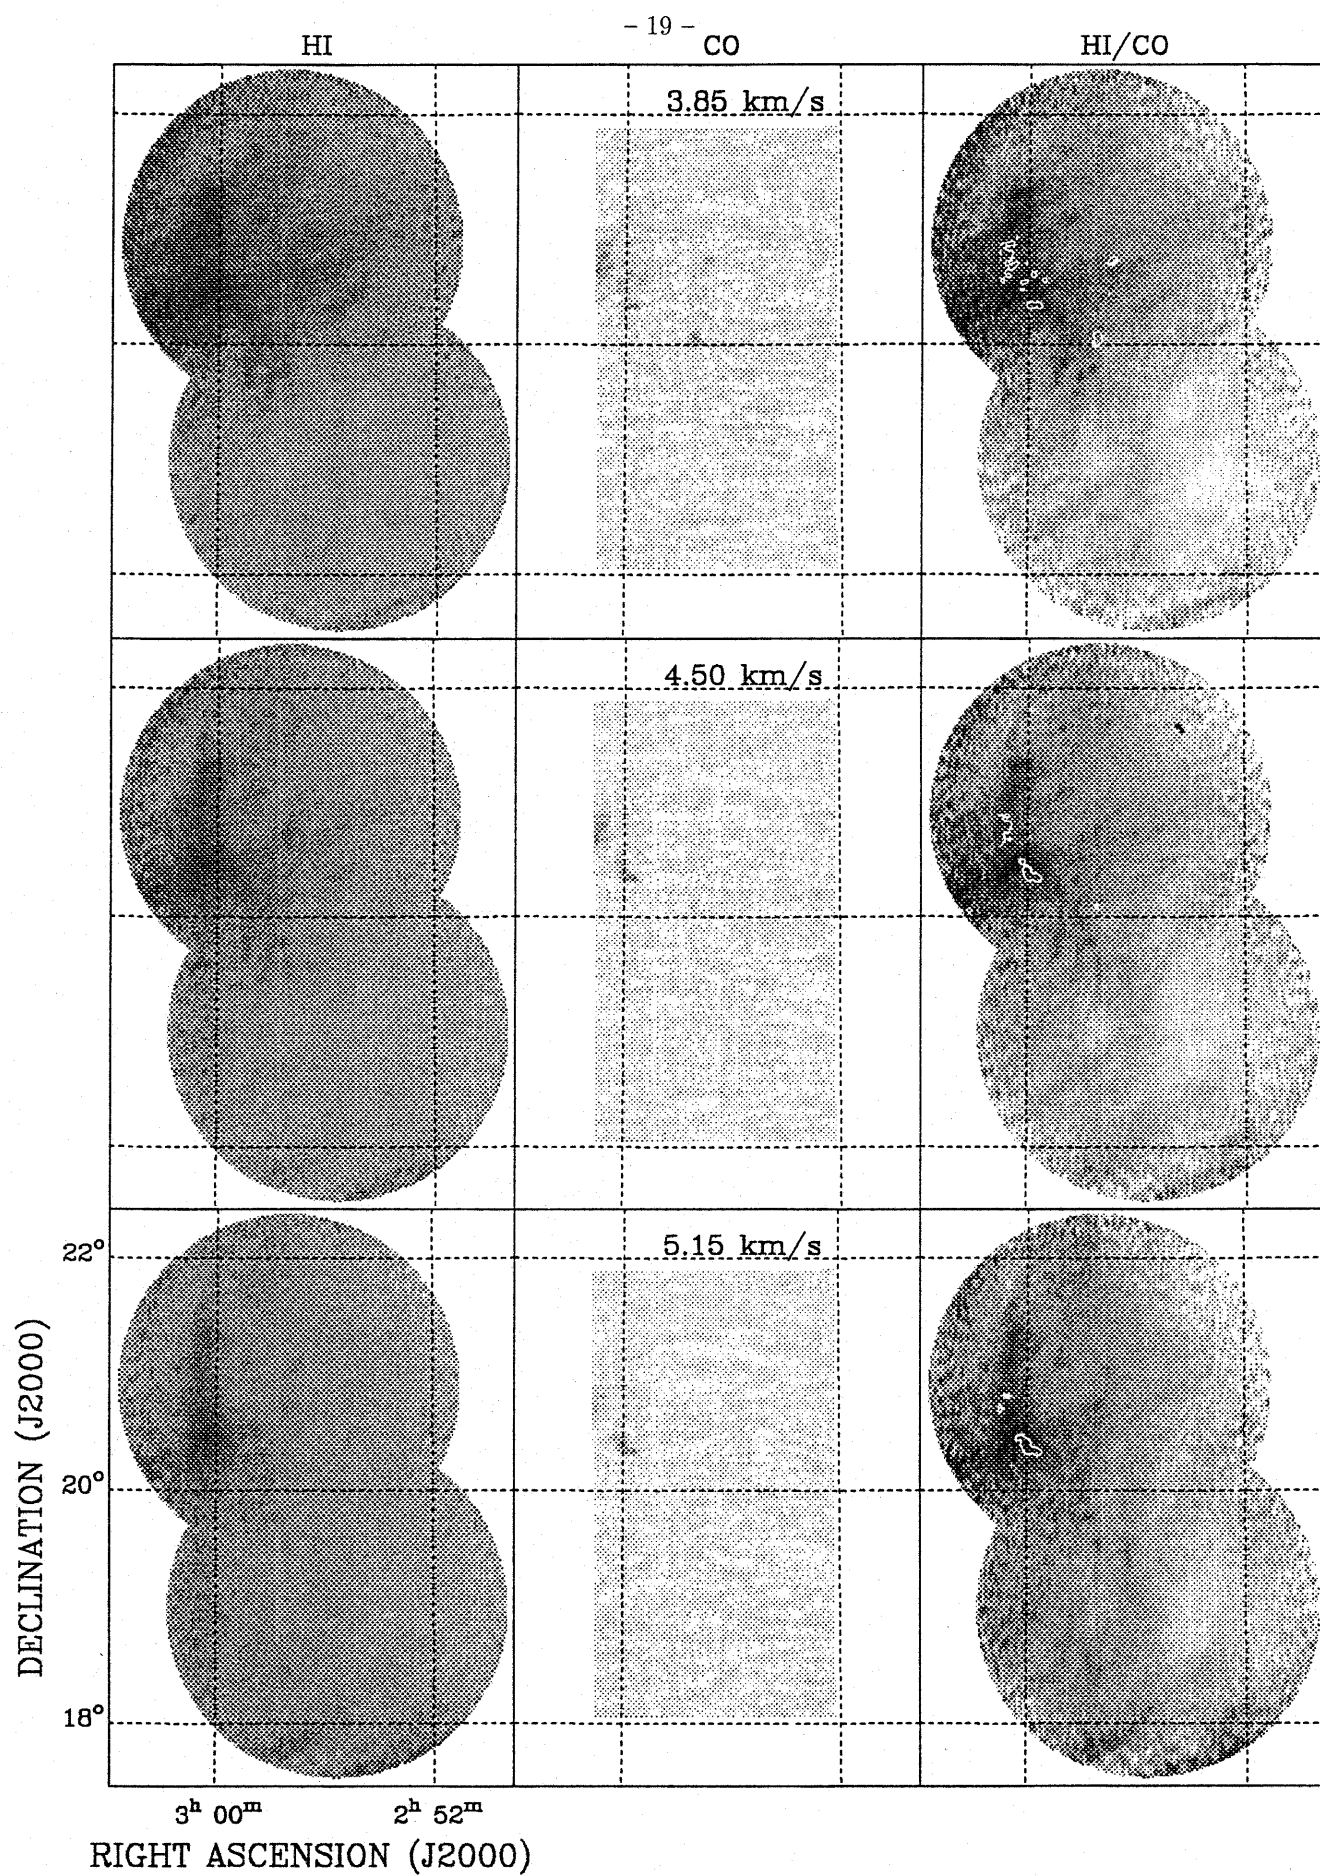 – 19 –
HI CO HI/CO
3.85 km/s
4.50 km/s
5.15 km/s
22°
20°
18°
DECLINATION (J2000)
3ʰ 00ᵐ 2ʰ 52ᵐ
RIGHT ASCENSION (J2000)